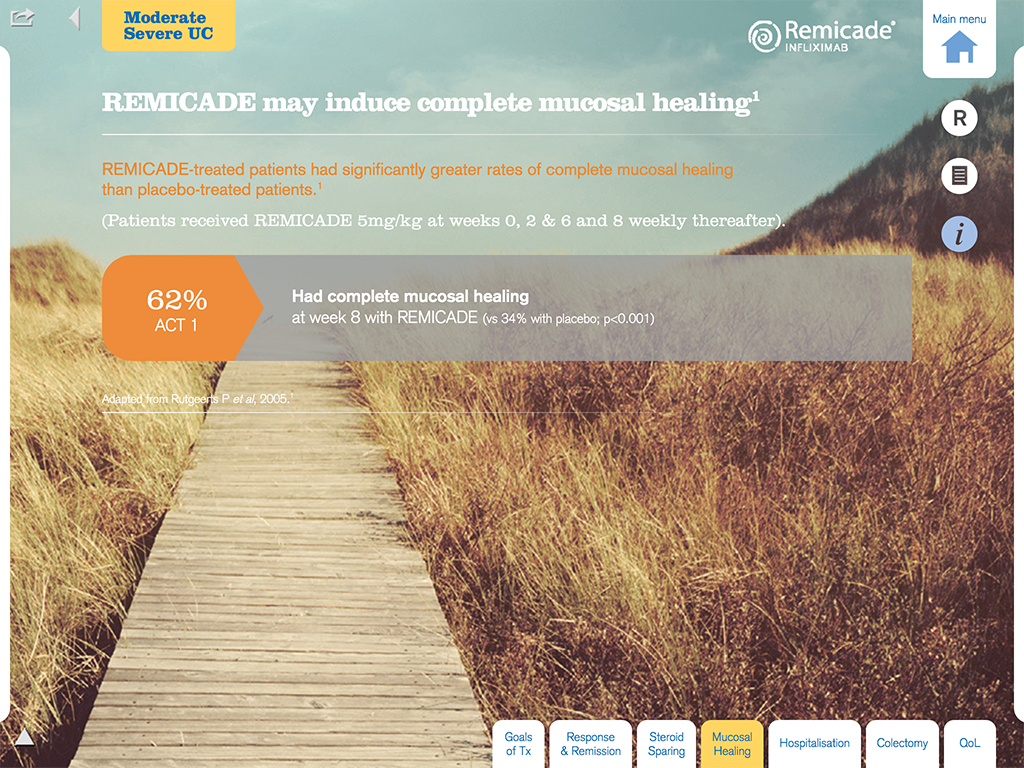 Moderate
Severe UC
Remicade®
INFLIXIMAB
Main menu
REMICADE may induce complete mucosal healing¹
R
REMICADE-treated patients had significantly greater rates of complete mucosal healing
than placebo-treated patients.¹
(Patients received REMICADE 5mg/kg at weeks 0, 2 & 6 and 8 weekly thereafter).
i
62%
ACT 1
Had complete mucosal healing
at week 8 with REMICADE (vs 34% with placebo; p<0.001)
Adapted from Rutgeerts P et al, 2005.¹
Goals
of Tx
Response
& Remission
Steroid
Sparing
Mucosal
Healing
Hospitalisation
Colectomy
QoL